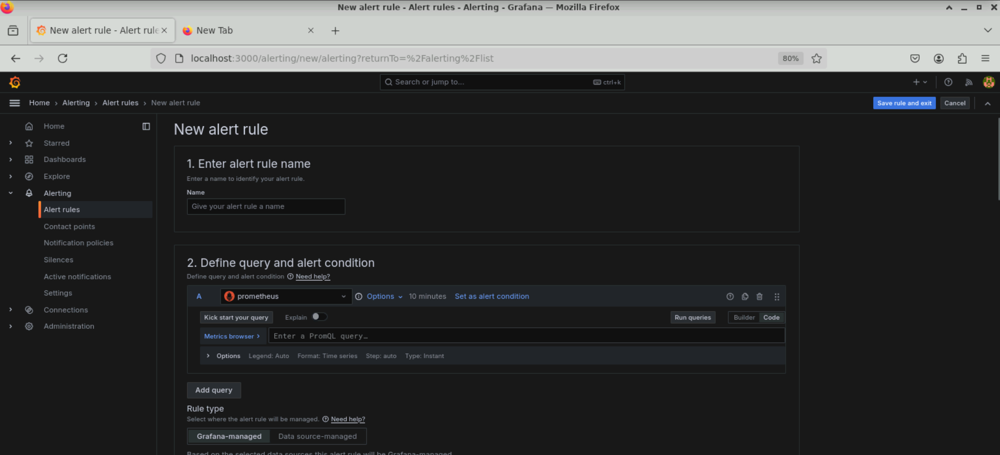 New alert rule - Alert rules - Alerting - Grafana — Mozilla Firefox
New alert rule - Alert rule
New Tab
localhost:3000/alerting/new/alerting?returnTo=%2Falerting%2Flist
80%
Search or jump to...
ctrl+k
Home › Alerting › Alert rules › New alert rule
Save rule and exit
Cancel
Home
Starred
Dashboards
Explore
Alerting
Alert rules
Contact points
Notification policies
Silences
Active notifications
Settings
Connections
Administration
New alert rule
1. Enter alert rule name
Enter a name to identify your alert rule.
Name
Give your alert rule a name
2. Define query and alert condition
Define query and alert condition Need help?
A prometheus Options 10 minutes Set as alert condition
Kick start your query Explain Run queries Builder Code
Metrics browser › Enter a PromQL query…
Options Legend: Auto Format: Time series Step: auto Type: Instant
Add query
Rule type
Select where the alert rule will be managed. Need help?
Grafana-managed Data source-managed
Based on the selected data sources this alert rule will be Grafana-managed